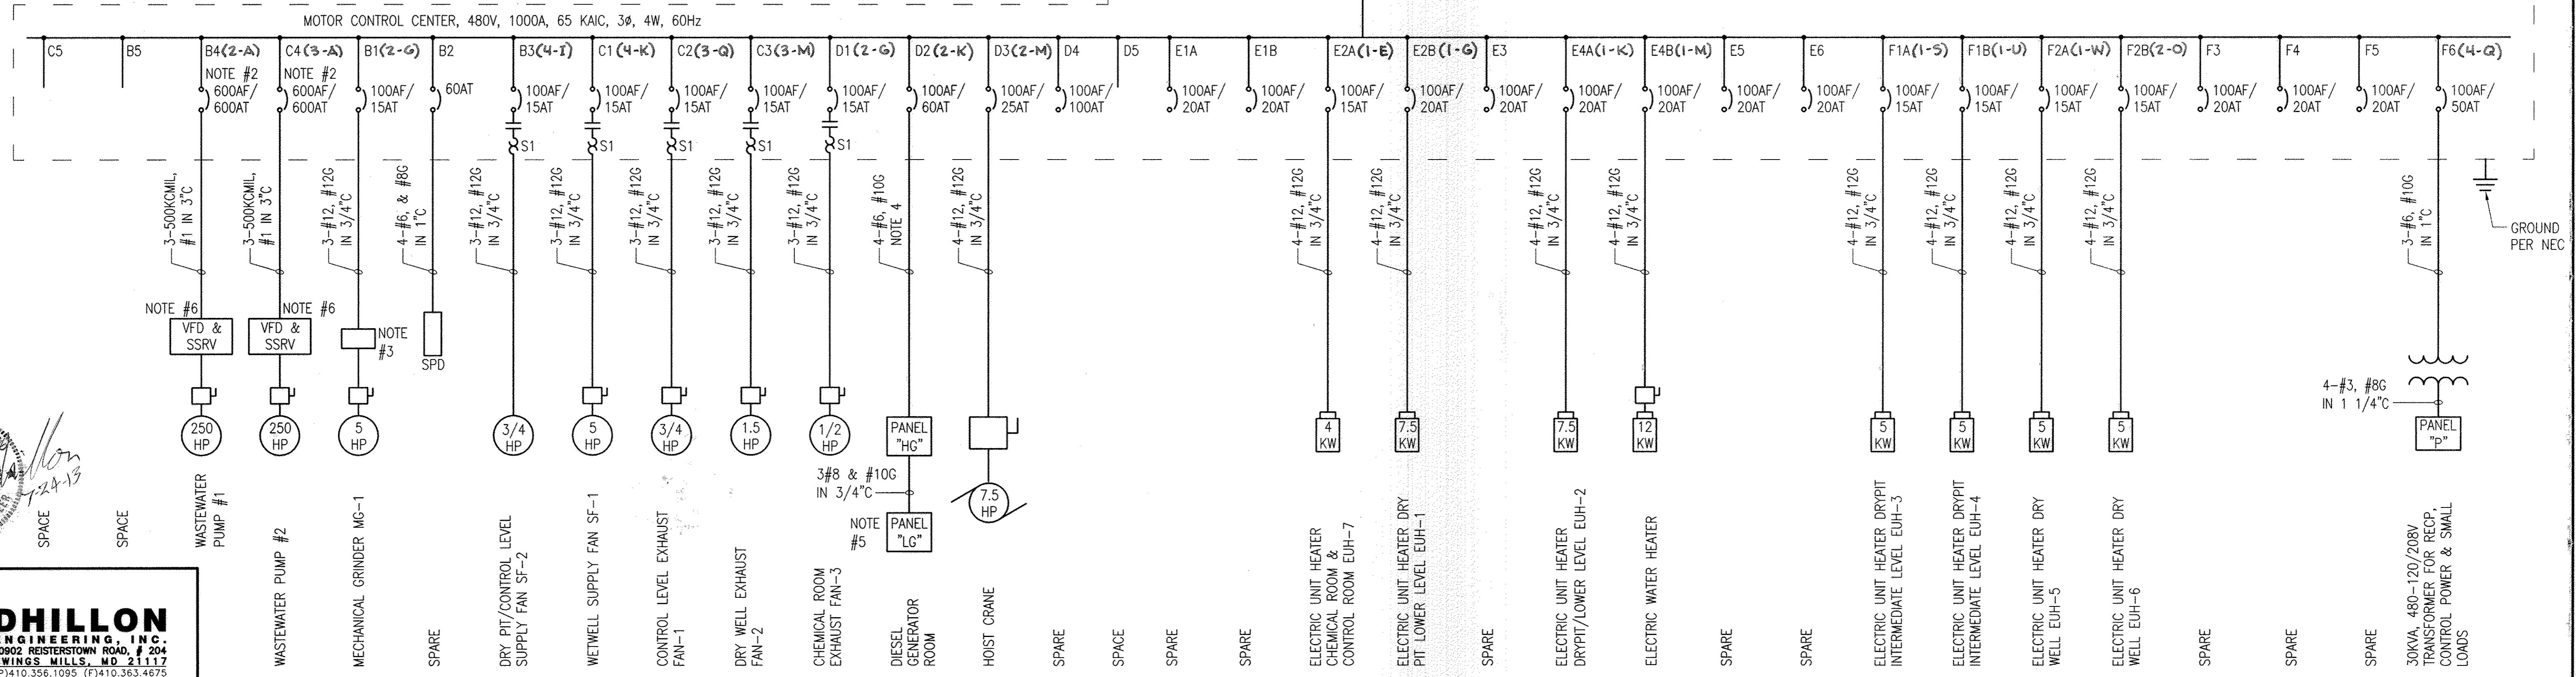 MOTOR CONTROL CENTER, 480V, 1000A, 65 KAIC, 3ø, 4W, 60Hz
C5
B5
B4(2-A)
C4(3-A)
B1(2-G)
B2
B3(4-I)
C1(4-K)
C2(3-Q)
C3(3-M)
D1(2-G)
D2(2-K)
D3(2-M)
D4
D5
E1A
E1B
E2A(1-E)
E2B(1-G)
E3
E4A(1-K)
E4B(1-M)
E5
E6
F1A(1-S)
F1B(1-U)
F2A(1-W)
F2B(2-O)
F3
F4
F5
F6(4-Q)
NOTE #2
600AF/
600AT
NOTE #2
600AF/
600AT
100AF/
15AT
60AT
100AF/
15AT
100AF/
15AT
100AF/
15AT
100AF/
15AT
100AF/
15AT
100AF/
60AT
100AF/
25AT
100AF/
100AT
100AF/
20AT
100AF/
20AT
100AF/
15AT
100AF/
20AT
100AF/
20AT
100AF/
20AT
100AF/
20AT
100AF/
20AT
100AF/
20AT
100AF/
15AT
100AF/
15AT
100AF/
15AT
100AF/
15AT
100AF/
20AT
100AF/
20AT
100AF/
20AT
100AF/
50AT
S1
S1
S1
S1
S1
3-500KCMIL,
#1 IN 3"C
3-500KCMIL,
#1 IN 3"C
3-#12, #12G
IN 3/4"C
4-#6, & #8G
IN 1"C
3-#12, #12G
IN 3/4"C
3-#12, #12G
IN 3/4"C
3-#12, #12G
IN 3/4"C
3-#12, #12G
IN 3/4"C
3-#12, #12G
IN 3/4"C
4-#6, #10G
NOTE 4
4-#12, #12G
IN 3/4"C
4-#12, #12G
IN 3/4"C
4-#12, #12G
IN 3/4"C
4-#12, #12G
IN 3/4"C
4-#12, #12G
IN 3/4"C
4-#12, #12G
IN 3/4"C
4-#12, #12G
IN 3/4"C
4-#12, #12G
IN 3/4"C
4-#12, #12G
IN 3/4"C
3-#6, #10G
IN 1"C
GROUND
PER NEC
NOTE #6
VFD &
SSRV
NOTE #6
VFD &
SSRV
NOTE
#3
SPD
250
HP
250
HP
5
HP
3/4
HP
5
HP
3/4
HP
1.5
HP
1/2
HP
PANEL
"HG"
3#8 & #10G
IN 3/4"C
NOTE
#5
PANEL
"LG"
7.5
HP
4
KW
7.5
KW
7.5
KW
12
KW
5
KW
5
KW
5
KW
5
KW
4-#3, #8G
IN 1 1/4"C
PANEL
"P"
SPACE
SPACE
WASTEWATER
PUMP #1
WASTEWATER PUMP #2
MECHANICAL GRINDER MG-1
SPARE
DRY PIT/CONTROL LEVEL
SUPPLY FAN SF-2
WETWELL SUPPLY FAN SF-1
CONTROL LEVEL EXHAUST
FAN-1
DRY WELL EXHAUST
FAN-2
CHEMICAL ROOM
EXHAUST FAN-3
DIESEL
GENERATOR
ROOM
HOIST CRANE
SPARE
SPACE
SPARE
SPARE
ELECTRIC UNIT HEATER
CHEMICAL ROOM &
CONTROL ROOM EUH-7
ELECTRIC UNIT HEATER DRY
PIT LOWER LEVEL EUH-1
SPARE
ELECTRIC UNIT HEATER
DRYPIT/LOWER LEVEL EUH-2
ELECTRIC WATER HEATER
SPARE
SPARE
ELECTRIC UNIT HEATER DRYPIT
INTERMEDIATE LEVEL EUH-3
ELECTRIC UNIT HEATER DRYPIT
INTERMEDIATE LEVEL EUH-4
ELECTRIC UNIT HEATER DRY
WELL EUH-5
ELECTRIC UNIT HEATER DRY
WELL EUH-6
SPARE
SPARE
SPARE
30KVA, 480-120/208V
TRANSFORMER FOR RECP,
CONTROL POWER & SMALL
LOADS
DHILLON
ENGINEERING, INC.
0902 REISTERSTOWN ROAD, # 204
WINGS MILLS, MD 21117
P)410.356.1095 (F)410.363.4675